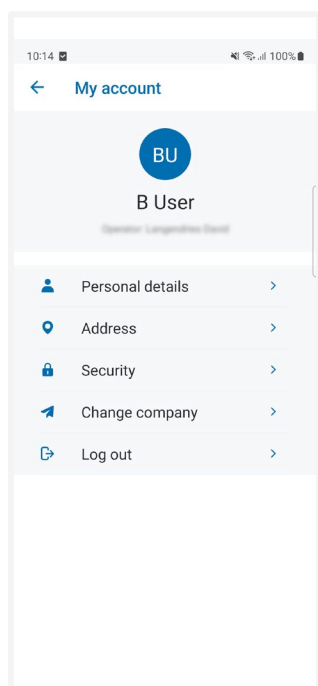 10:14 100%
My account
BU
B User
Personal details
Address
Security
Change company
Log out